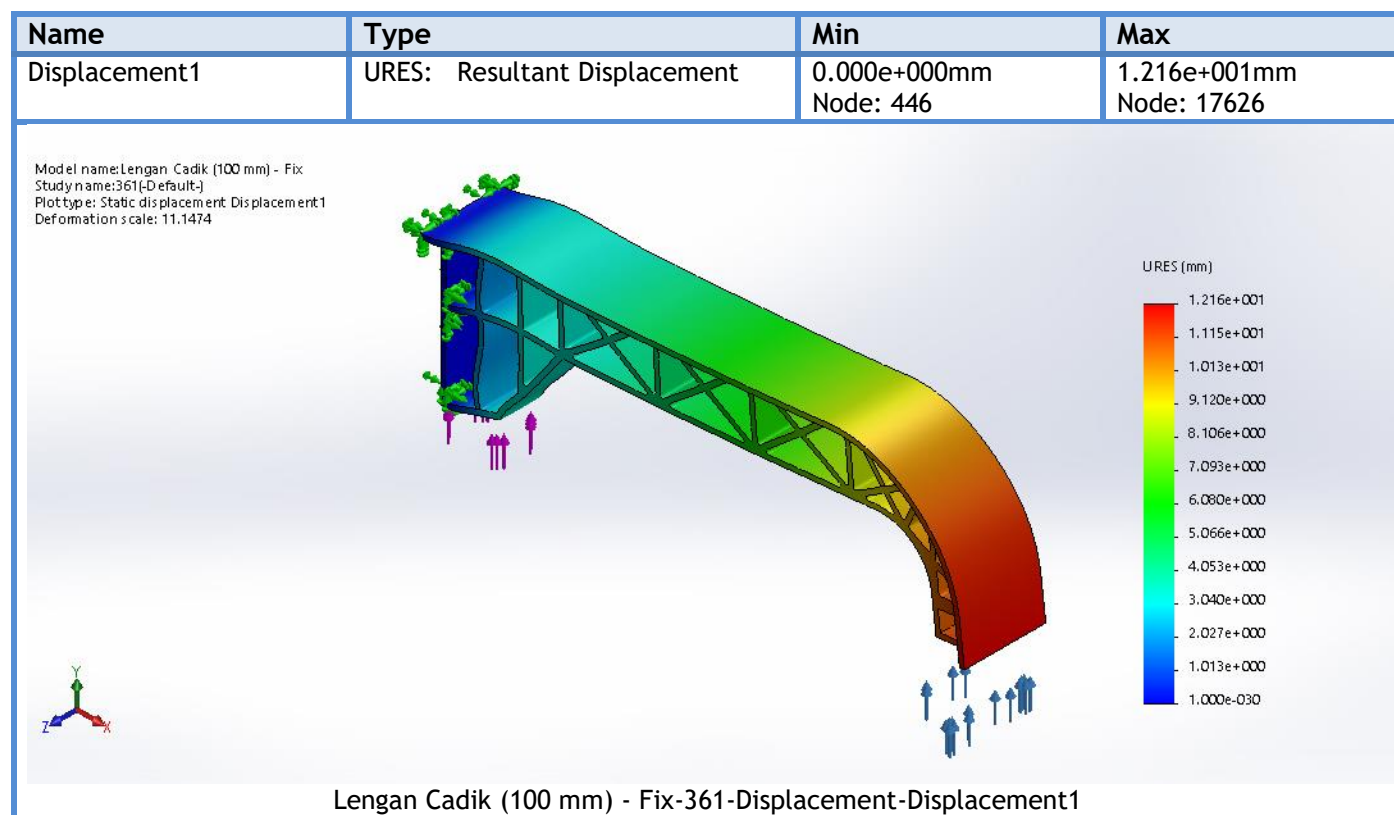 Name Type Min Max
Displacement1 URES: Resultant Displacement 0.000e+000mm 1.216e+001mm
Node: 446 Node: 17626
Model name:Lengan Cadik (100 mm) - Fix
Study name:361(-Default-)
Plot type: Static displacement Displacement1
Deformation scale: 11.1474
URES (mm)
1.216e+001
1.115e+001
1.013e+001
9.120e+000
8.106e+000
7.093e+000
6.080e+000
5.066e+000
4.053e+000
3.040e+000
2.027e+000
1.013e+000
1.000e-030
Y
Z X
Lengan Cadik (100 mm) - Fix-361-Displacement-Displacement1